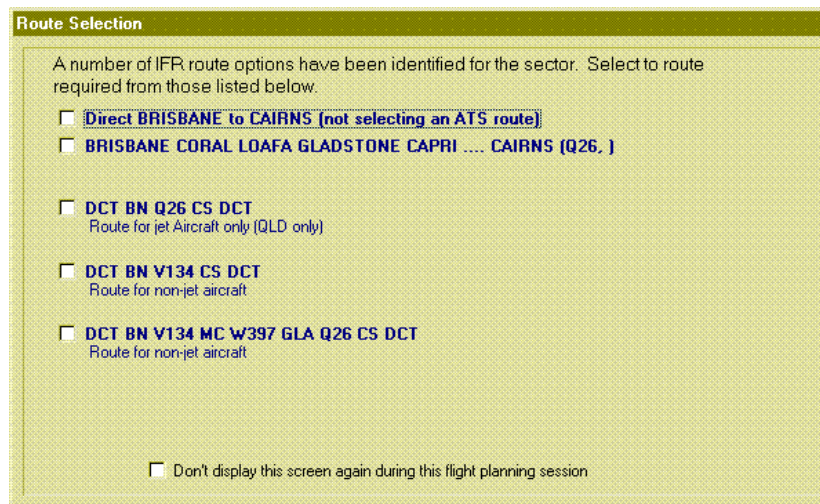 Route Selection
A number of IFR route options have been identified for the sector.  Select to route
required from those listed below.
Direct BRISBANE to CAIRNS (not selecting an ATS route)
BRISBANE CORAL LOAFA GLADSTONE CAPRI .... CAIRNS (Q26, )
DCT BN Q26 CS DCT
Route for jet Aircraft only (QLD only)
DCT BN V134 CS DCT
Route for non-jet aircraft
DCT BN V134 MC W397 GLA Q26 CS DCT
Route for non-jet aircraft
Don't display this screen again during this flight planning session